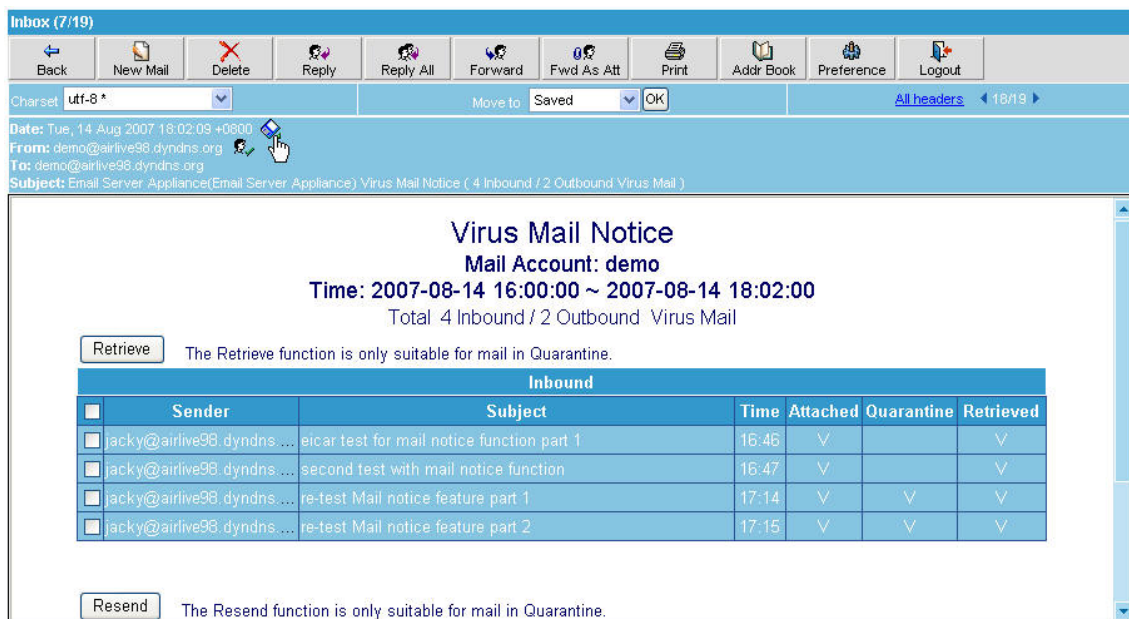 Inbox (7/19)
Back New Mail Delete Reply Reply All Forward Fwd As Att Print Addr Book Preference Logout
Charset utf-8 * Move to Saved OK All headers 18/19
Date: Tue, 14 Aug 2007 18:02:09 +0800
From: demo@airlive98.dyndns.org
To: demo@airlive98.dyndns.org
Subject: Email Server Appliance(Email Server Appliance) Virus Mail Notice ( 4 Inbound / 2 Outbound Virus Mail )
Virus Mail Notice
Mail Account: demo
Time: 2007-08-14 16:00:00 ~ 2007-08-14 18:02:00
Total 4 Inbound / 2 Outbound Virus Mail
Retrieve The Retrieve function is only suitable for mail in Quarantine.
Inbound
Sender Subject Time Attached Quarantine Retrieved
jacky@airlive98.dyndns.... eicar test for mail notice function part 1 16:46 V V
jacky@airlive98.dyndns.... second test with mail notice function 16:47 V V
jacky@airlive98.dyndns.... re-test Mail notice feature part 1 17:14 V V V
jacky@airlive98.dyndns.... re-test Mail notice feature part 2 17:15 V V V
Resend The Resend function is only suitable for mail in Quarantine.